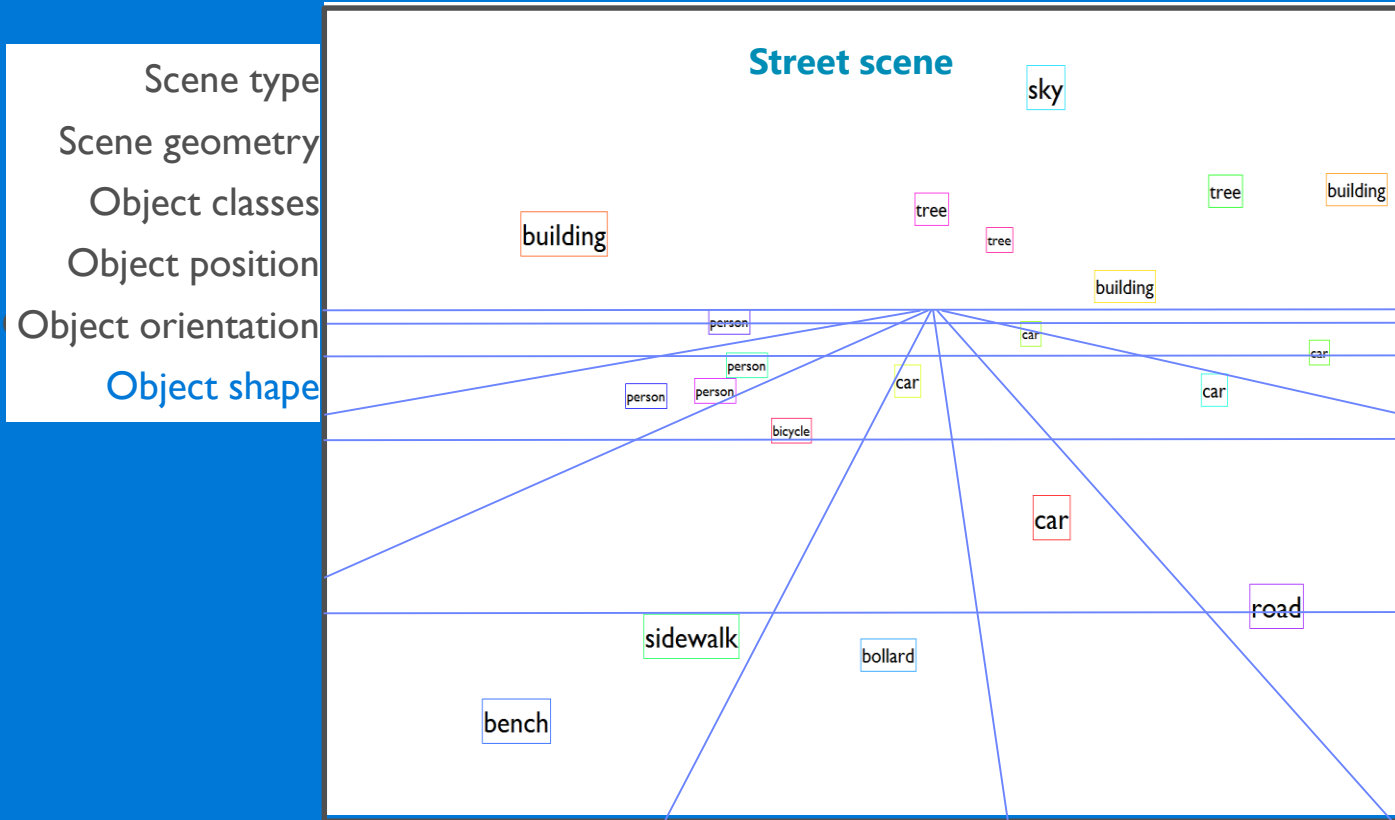 Scene type
Scene geometry
Object classes
Object position
Object orientation
Object shape
Street scene
sky
tree
building
tree
building
tree
building
person
car
car
person
car
car
person
person
bicycle
car
road
sidewalk
bollard
bench